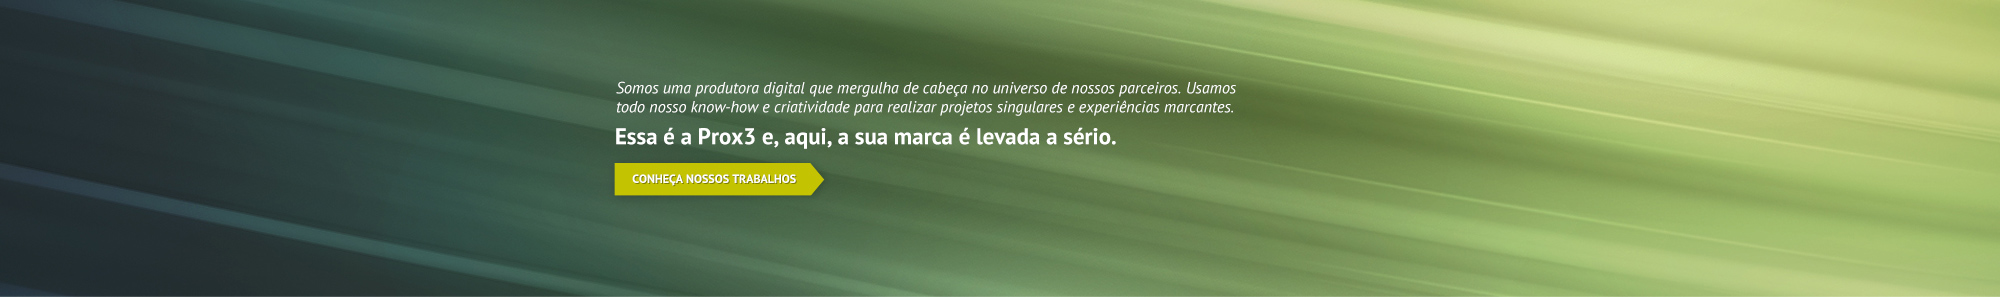 Somos uma produtora digital que mergulha de cabeça no universo de nossos parceiros. Usamos
todo nosso know-how e criatividade para realizar projetos singulares e experiências marcantes.
Essa é a Prox3 e, aqui, a sua marca é levada a sério.
CONHEÇA NOSSOS TRABALHOS